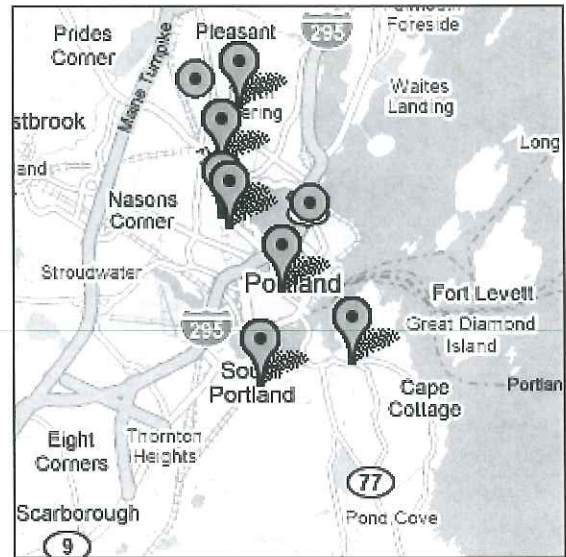 Prides
Corner
Pleasant
295
Foreside
Waites
Landing
Maine Turnpike
stbrook
ering
Long
and
Nasons
Corner
Stroudwater
Portland
Fort Levett
295
Great Diamond
Island
South
Portland
Cape
Cottage
Portlan
Eight
Corners
Thornton
Heights
77
Scarborough
Pond Cove
9